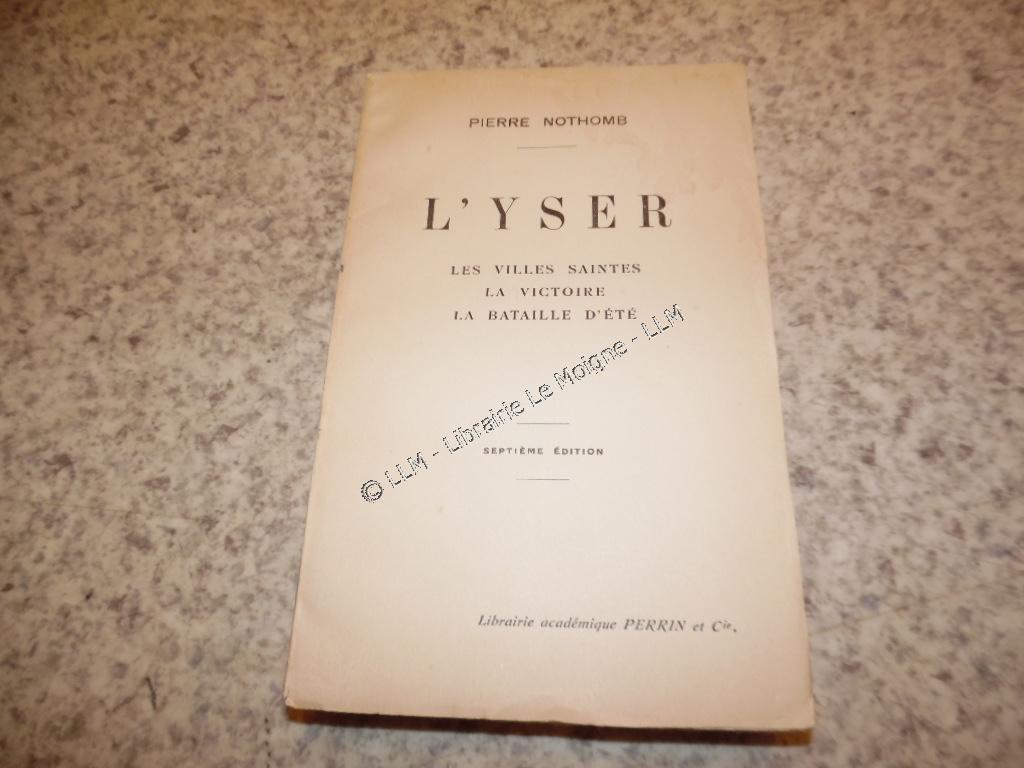 PIERRE NOTHOMB
L'YSER
LES VILLES SAINTES
LA VICTOIRE
LA BATAILLE D'ÉTÉ
© LLM - Librairie Le Moigne - LLM
SEPTIÈME ÉDITION
Librairie académique PERRIN et Cie.